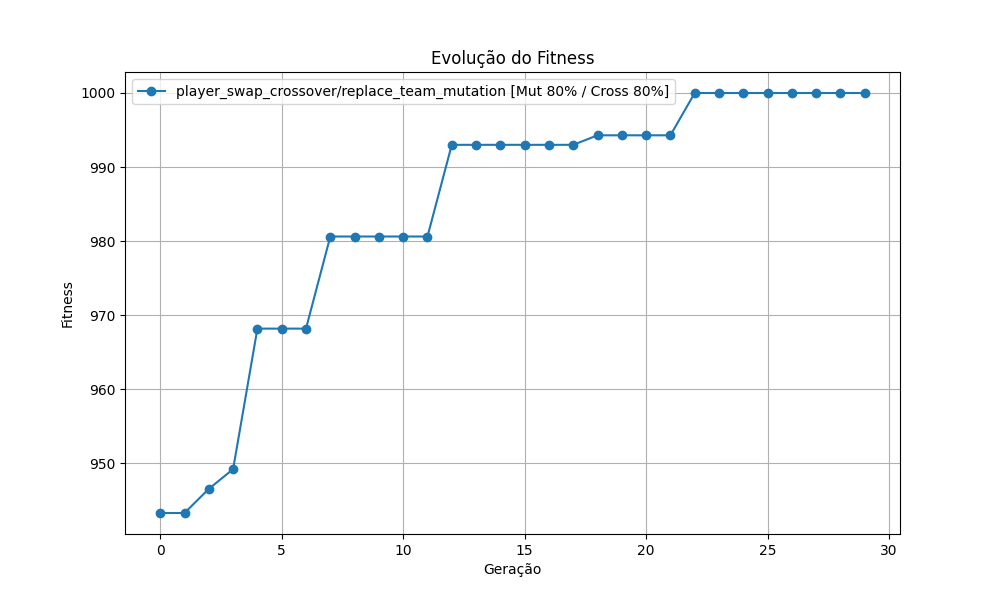 Evolução do Fitness
player_swap_crossover/replace_team_mutation [Mut 80% / Cross 80%]
1000
990
980
970
960
950
Fitness
0 5 10 15 20 25 30
Geração